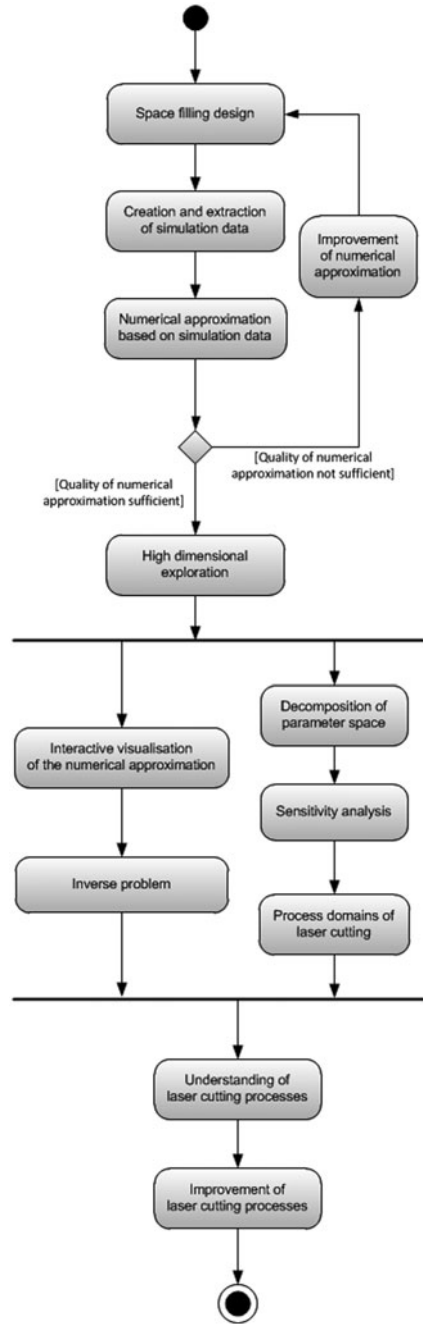 Space filling design
Creation and extraction
of simulation data
Improvement
of numerical
approximation
Numerical approximation
based on simulation data
[Quality of numerical
approximation not sufficient]
[Quality of numerical
approximation sufficient]
High dimensional
exploration
Interactive visualisation
of the numerical approximation
Inverse problem
Decomposition of
parameter space
Sensitivity analysis
Process domains of
laser cutting
Understanding of
laser cutting processes
Improvement of
laser cutting processes